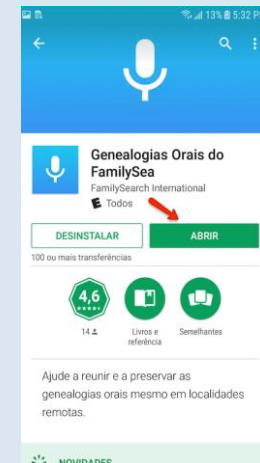 13% 5:32 P
Genealogias Orais do
FamilySea
FamilySearch International
E Todos
DESINSTALAR
ABRIR
100 ou mais transferências
4,6
14
Livros e
referência
Semelhantes
Ajude a reunir e a preservar as
genealogias orais mesmo em localidades
remotas.
NOVIDADES